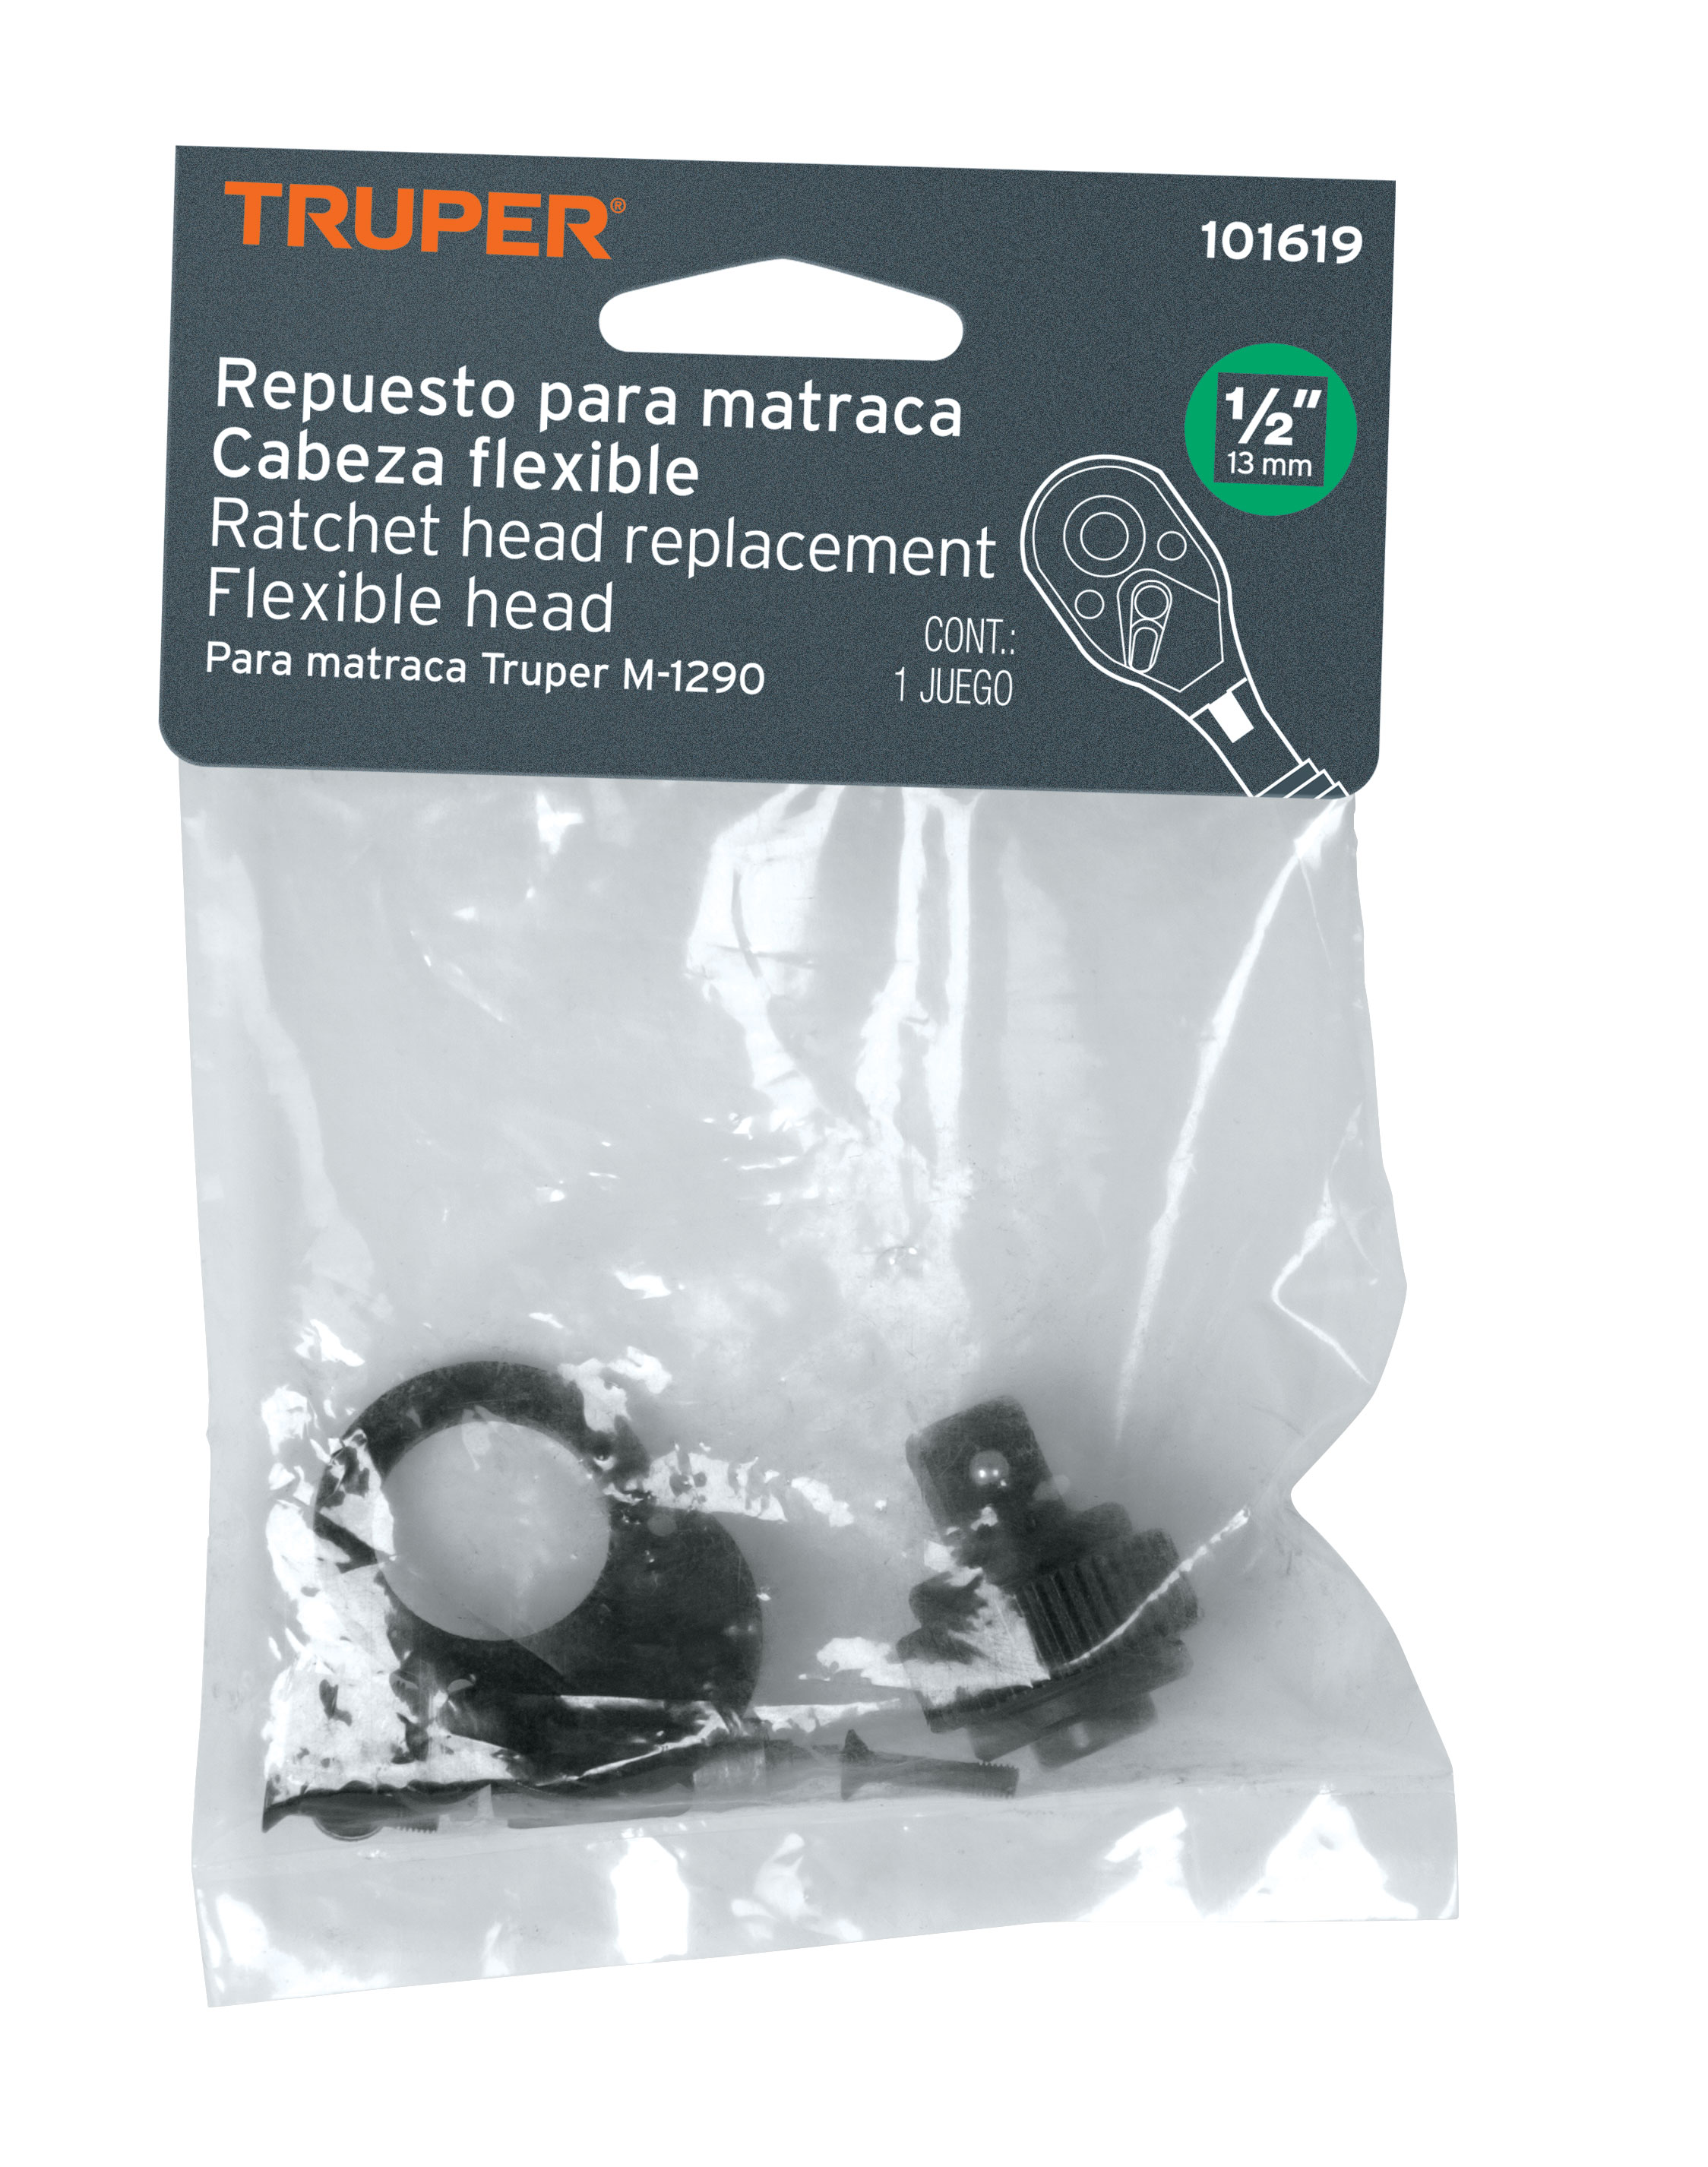 TRUPER®
101619
1/2"
13 mm
Repuesto para matraca
Cabeza flexible
Ratchet head replacement
Flexible head
Para matraca Truper M-1290
CONT.:
1 JUEGO